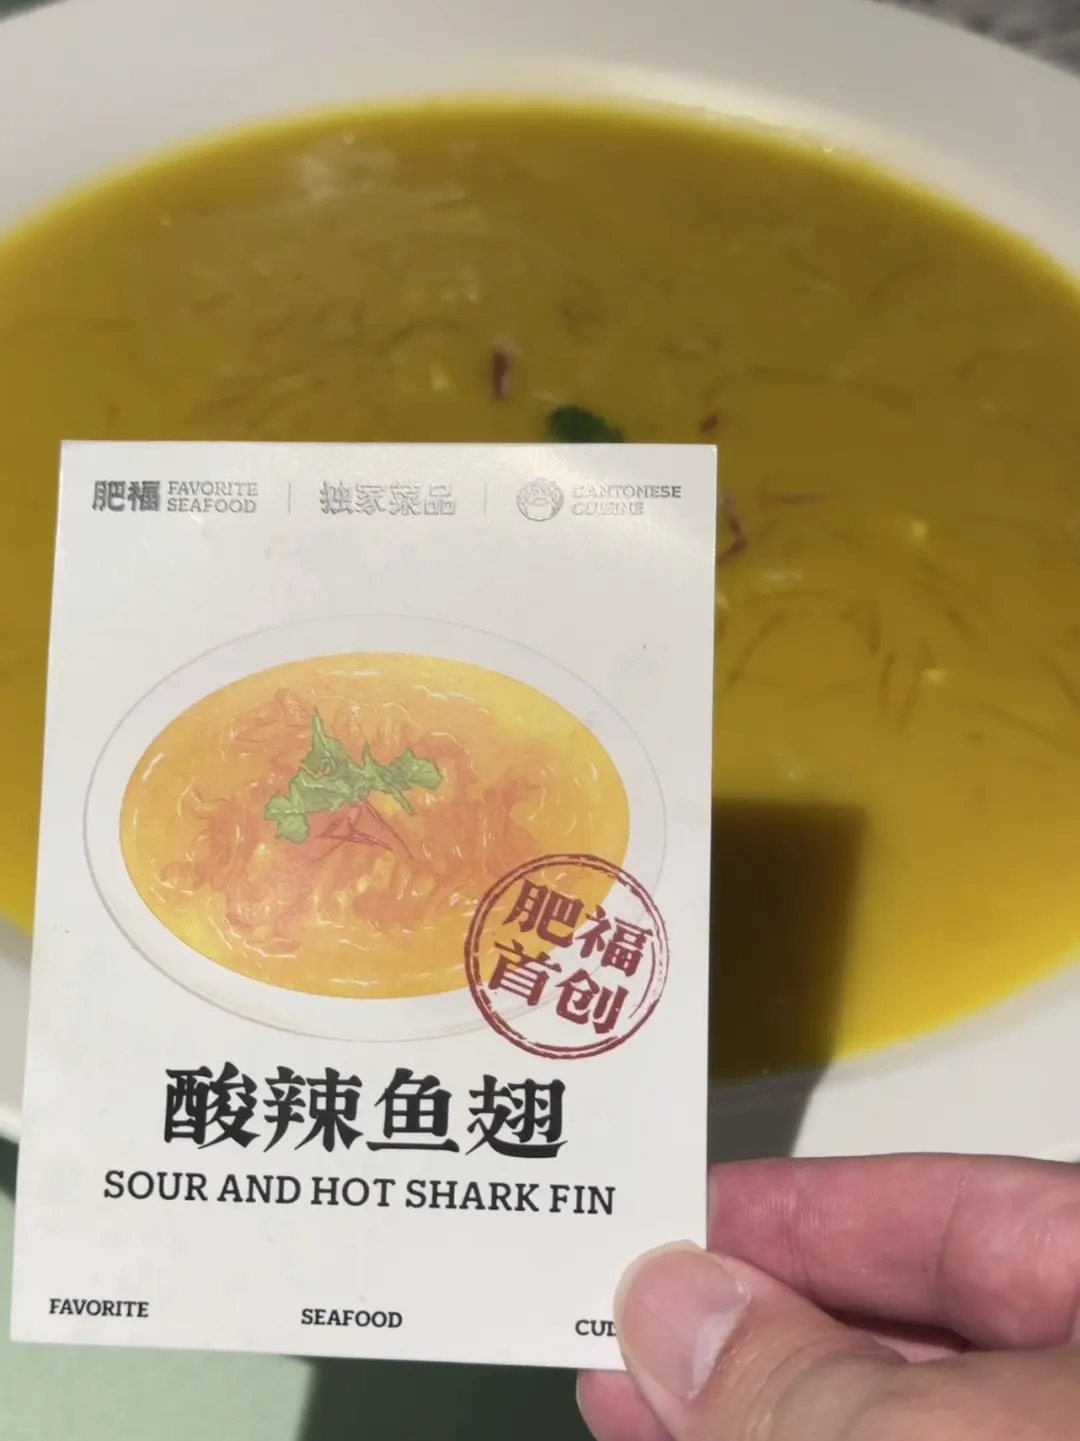 肥福 FAVORITE
SEAFOOD
独家菜品
CANTONESE
CUISINE
肥福
首创
酸辣鱼翅
SOUR AND HOT SHARK FIN
FAVORITE SEAFOOD